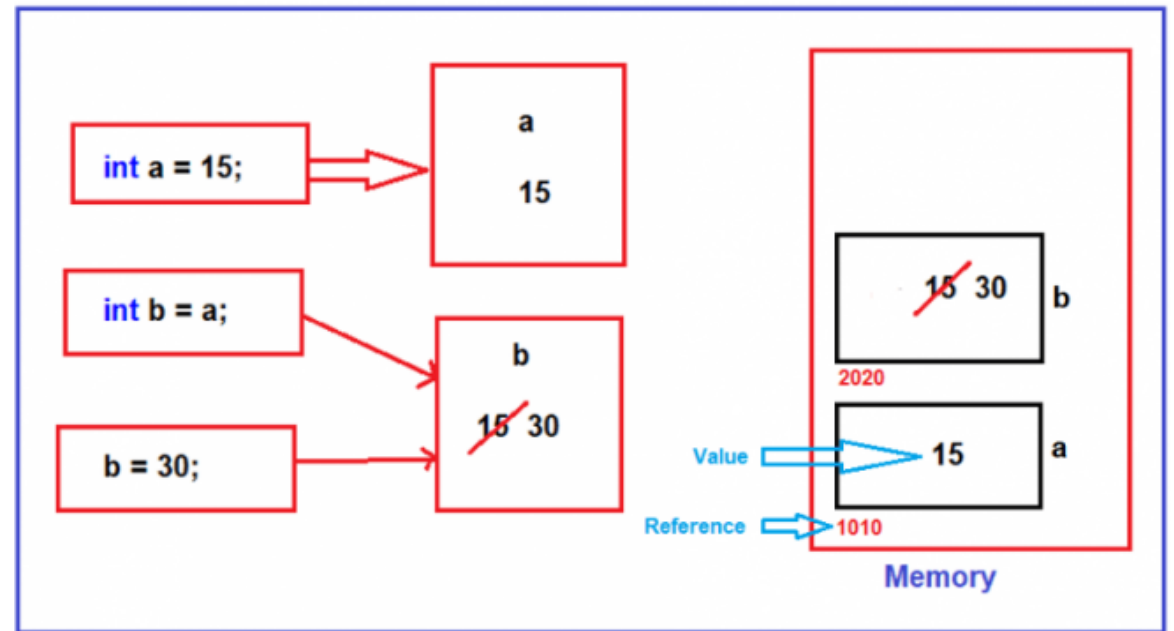 int a = 15;
a
15
int b = a;
b
15 30
b = 30;
15 30
b
2020
Value
15
a
Reference
1010
Memory